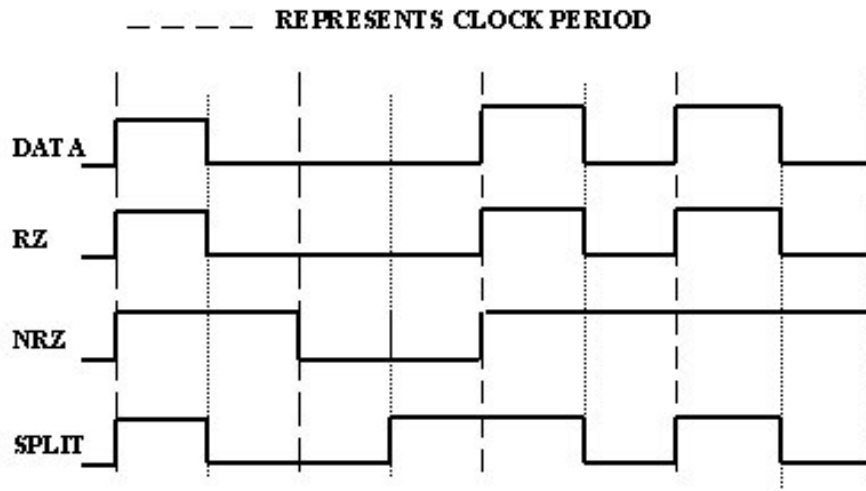 REPRESENTS CLOCK PERIOD
DATA
RZ
NRZ
SPLIT